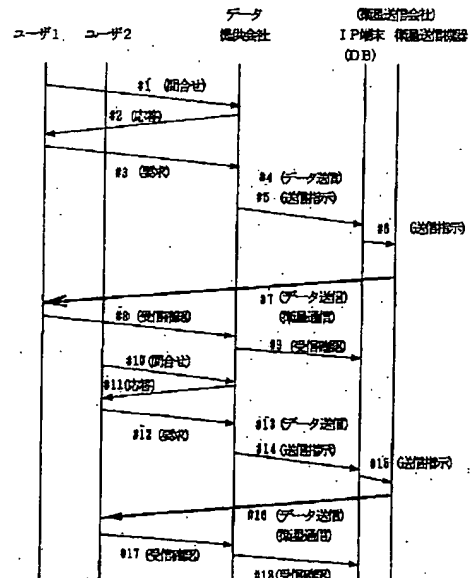 データ
(衛星送信会社)
ユーザ1 ユーザ2 提供会社 IP端末 衛星送信機器
(DB)
#1 (問合せ)
#2 (応答)
#3 (要求)
#4 (データ送信)
#5 (送信指示)
#6 (送信指示)
#7 (データ送信)
(衛星通信)
#8 (受信確認)
#9 (受信確認)
#10 (問合せ)
#11 (応答)
#12 (要求)
#13 (データ送信)
#14 (送信指示)
#15 (送信指示)
#16 (データ送信)
(衛星通信)
#17 (受信確認)
#18 (受信確認)